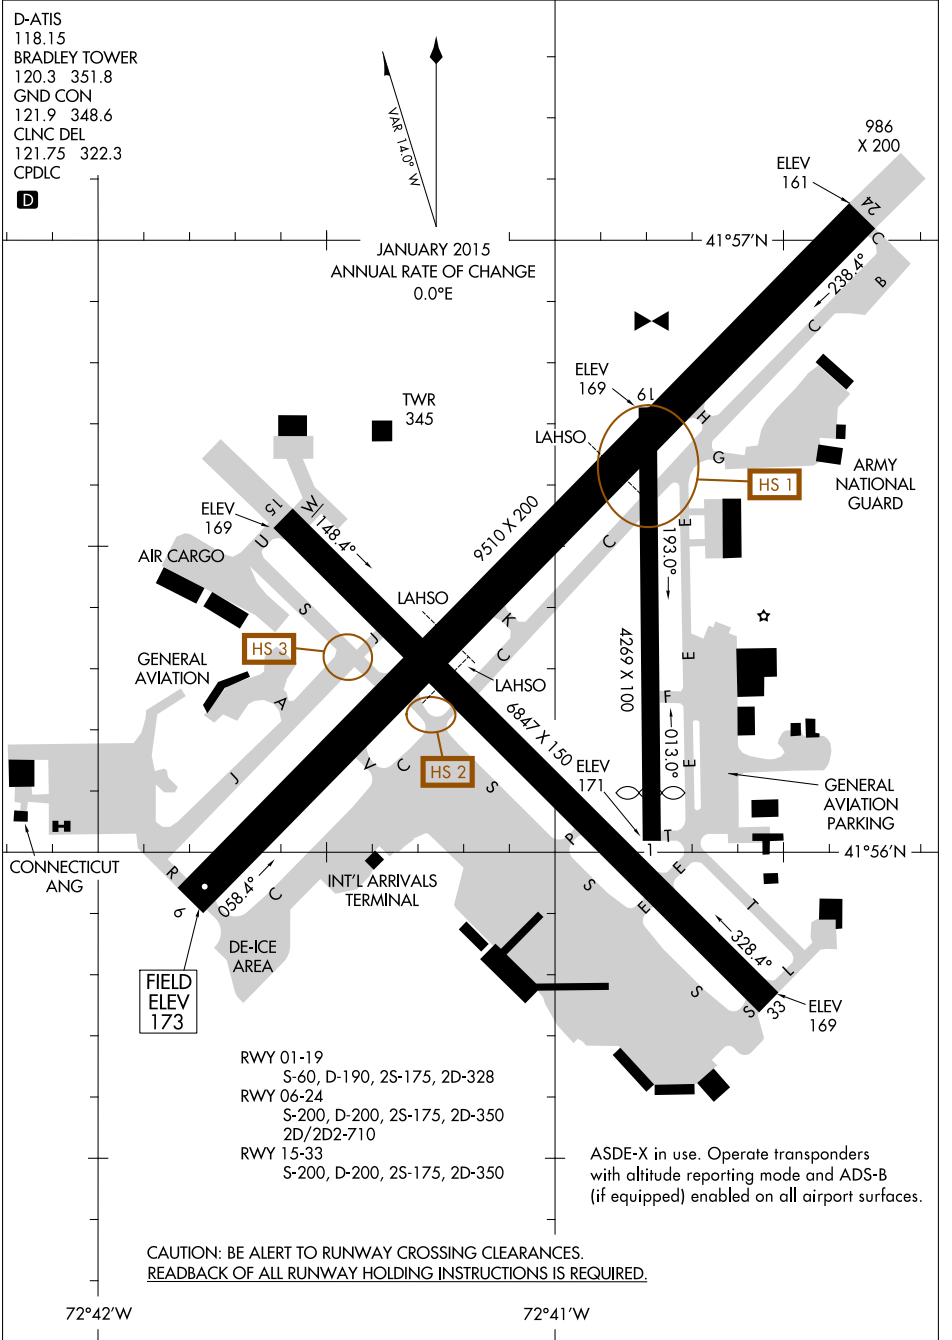 D-ATIS
118.15
BRADLEY TOWER
120.3 351.8
GND CON
121.9 348.6
CLNC DEL
121.75 322.3
CPDLC
D
VAR 14.0° W
JANUARY 2015
ANNUAL RATE OF CHANGE
0.0°E
986
X 200
ELEV
161
24
41°57'N
C
238.4°
B
C
ELEV
169
19
TWR
345
LAHSO
H
G
HS 1
ARMY
NATIONAL
GUARD
ELEV
169
15
W
148.4°
U
9510 X 200
C
E
193.0°
AIR CARGO
S
LAHSO
J
K
C
HS 3
GENERAL
AVIATION
A
LAHSO
4269 X 100
E
F
6847 X 150
J
V
C
HS 2
S
013.0°
E
ELEV
171
GENERAL
AVIATION
PARKING
T
1
P
E
41°56'N
CONNECTICUT
ANG
R
6
058.4°
C
INT'L ARRIVALS
TERMINAL
S
E
T
328.4°
L
DE-ICE
AREA
FIELD
ELEV
173
S
S
33
ELEV
169
RWY 01-19
S-60, D-190, 2S-175, 2D-328
RWY 06-24
S-200, D-200, 2S-175, 2D-350
2D/2D2-710
RWY 15-33
S-200, D-200, 2S-175, 2D-350
ASDE-X in use. Operate transponders
with altitude reporting mode and ADS-B
(if equipped) enabled on all airport surfaces.
CAUTION: BE ALERT TO RUNWAY CROSSING CLEARANCES.
READBACK OF ALL RUNWAY HOLDING INSTRUCTIONS IS REQUIRED.
72°42'W
72°41'W